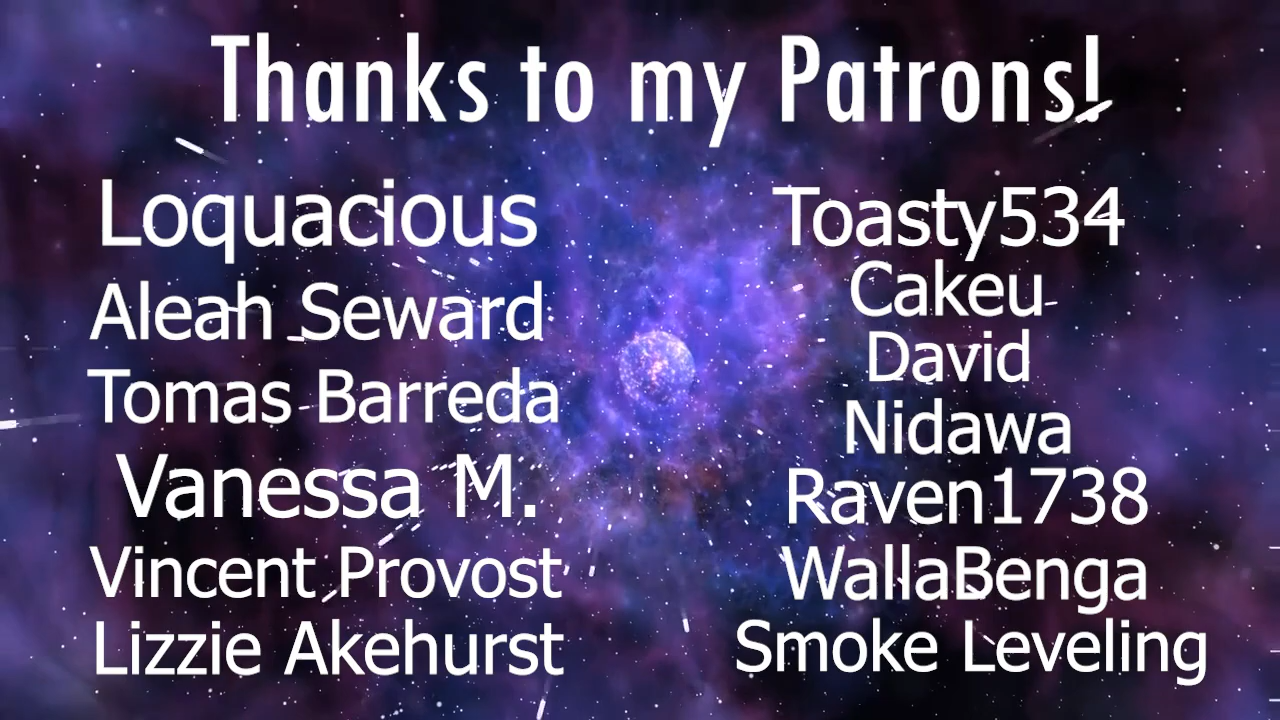 Thanks to my Patrons!
Loquacious
Aleah Seward
Tomas Barreda
Vanessa M.
Vincent Provost
Lizzie Akehurst
Toasty534
Cakeu
David
Nidawa
Raven1738
WallaBenga
Smoke Leveling